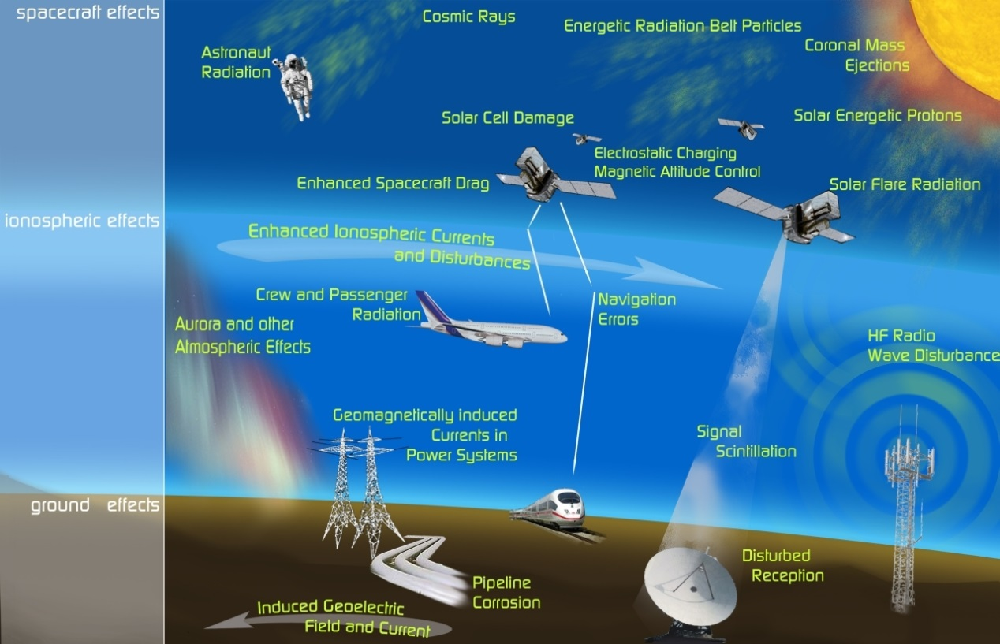 spacecraft effects
Cosmic Rays
Energetic Radiation Belt Particles
Coronal Mass
Ejections
Astronaut
Radiation
Solar Cell Damage
Solar Energetic Protons
Electrostatic Charging
Magnetic Attitude Control
Enhanced Spacecraft Drag
Solar Flare Radiation
ionospheric effects
Enhanced Ionospheric Currents
and Disturbances
Crew and Passenger
Radiation
Navigation
Errors
Aurora and other
Atmospheric Effects
HF Radio
Wave Disturbance
Geomagnetically induced
Currents in
Power Systems
Signal
Scintillation
ground effects
Disturbed
Reception
Pipeline
Corrosion
Induced Geoelectric
Field and Current